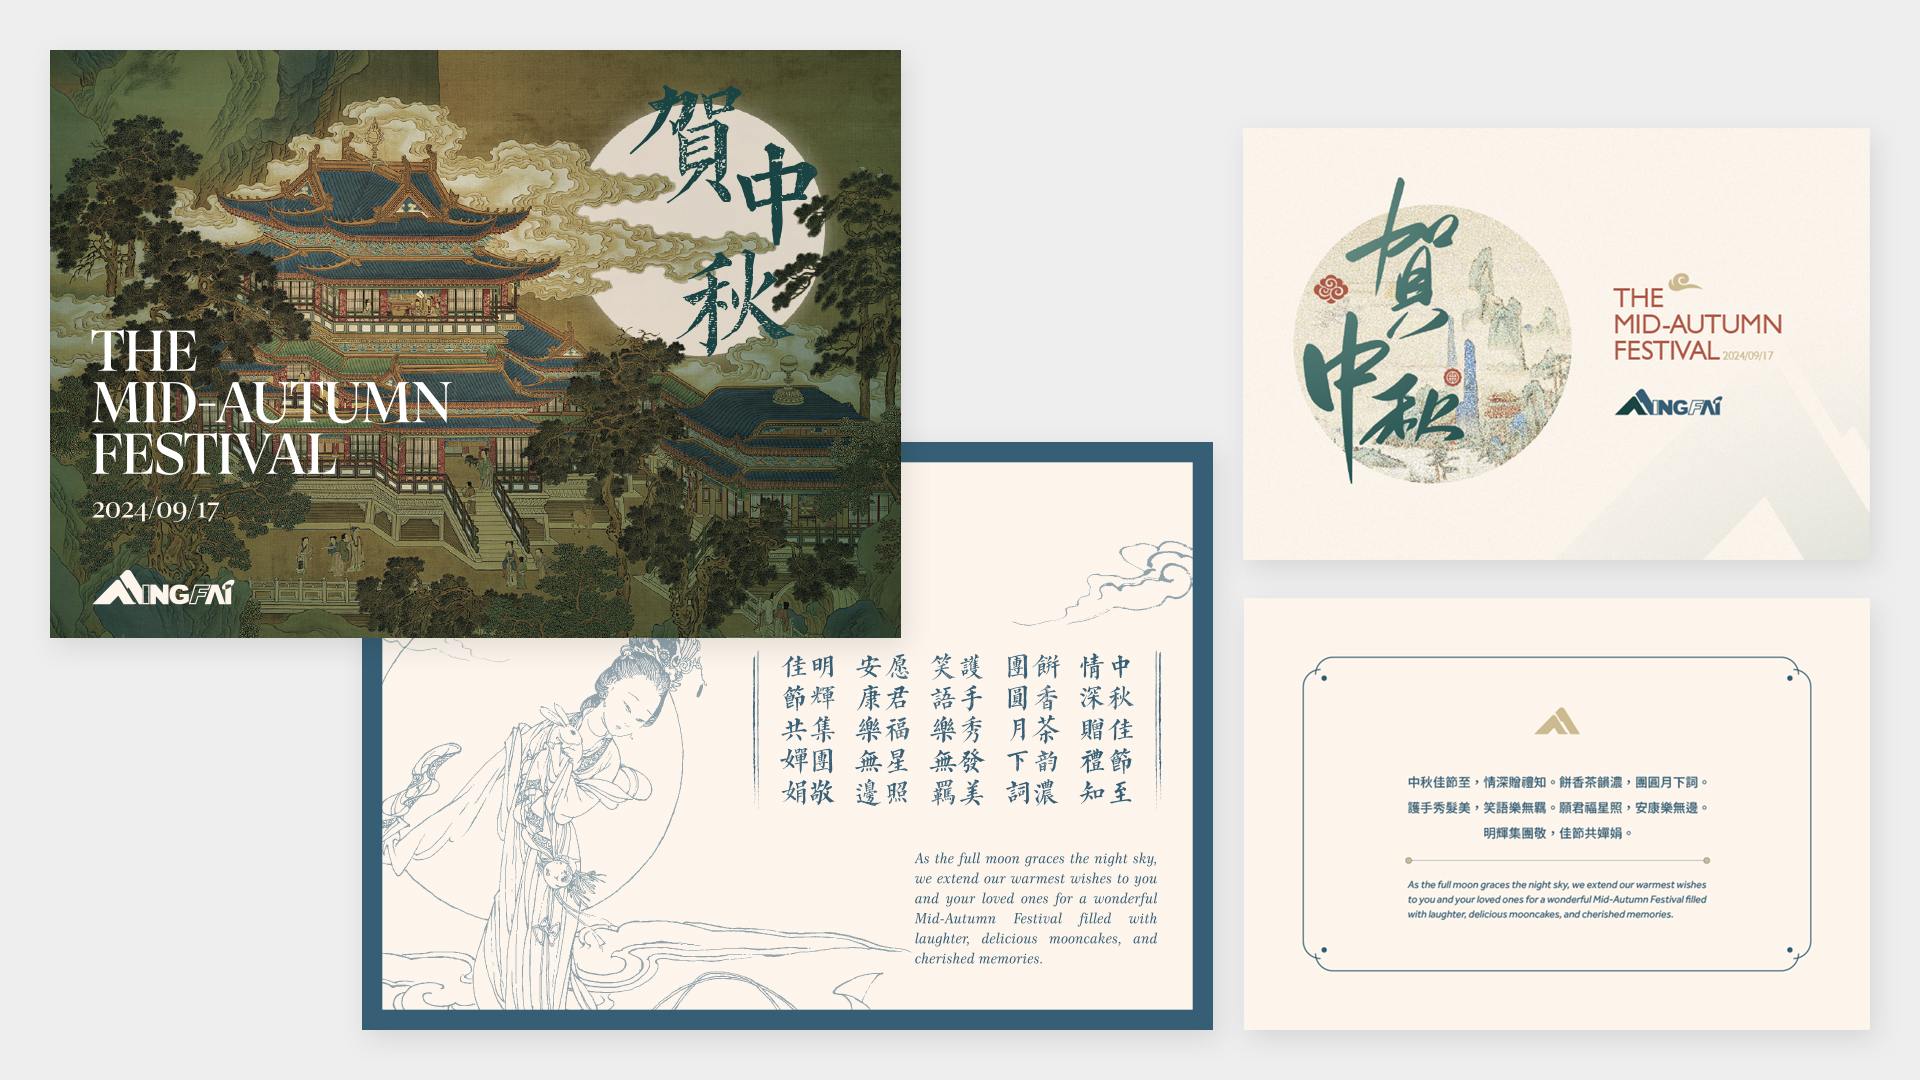 賀中秋
THE
MID-AUTUMN
FESTIVAL
2024/09/17
MINGFAI
中秋佳節至
情深贈禮知
餅香茶韵濃
團圓月下詞
護手秀發美
笑語樂無羈
愿君福星照
安康樂無邊
明輝集團敬
佳節共嬋娟
As the full moon graces the night sky,
we extend our warmest wishes to you
and your loved ones for a wonderful
Mid-Autumn Festival filled with
laughter, delicious mooncakes, and
cherished memories.
賀中秋
THE
MID-AUTUMN
FESTIVAL 2024/09/17
MINGFAI
中秋佳節至，情深贈禮知。餅香茶韻濃，團圓月下詞。
護手秀髮美，笑語樂無羈。願君福星照，安康樂無邊。
明輝集團敬，佳節共嬋娟。
As the full moon graces the night sky, we extend our warmest wishes
to you and your loved ones for a wonderful Mid-Autumn Festival filled
with laughter, delicious mooncakes, and cherished memories.